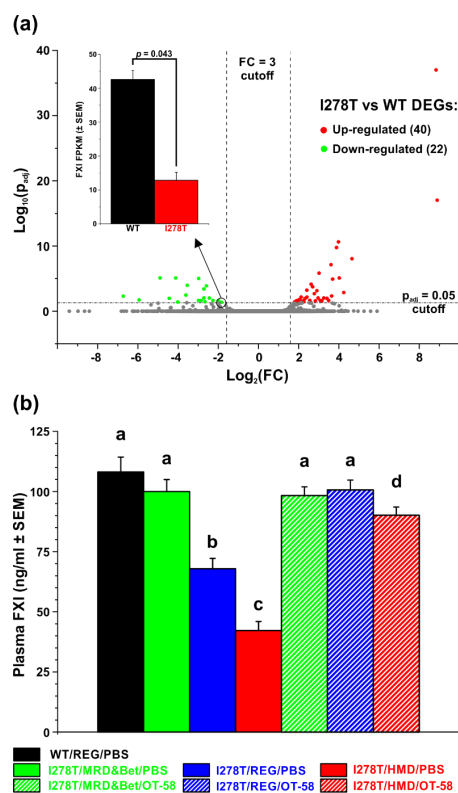 (a)
FC = 3
cutoff
p = 0.043
50
40
30
20
10
0
FXI FPKM (± SEM)
WT
I278T
I278T vs WT DEGs:
Up-regulated (40)
Down-regulated (22)
40
30
20
10
0
Log10(padj)
padj = 0.05
cutoff
-8
-6
-4
-2
0
2
4
6
8
Log2(FC)
(b)
125
100
75
50
25
0
Plasma FXI (ng/ml ± SEM)
a
a
b
c
a
a
d
WT/REG/PBS
I278T/MRD&Bet/PBS
I278T/REG/PBS
I278T/HMD/PBS
I278T/MRD&Bet/OT-58
I278T/REG/OT-58
I278T/HMD/OT-58